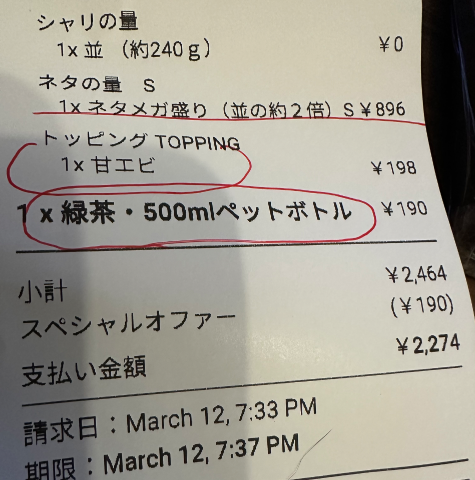 シャリの量
1x 並 （約240ｇ） ¥0
ネタの量　S
1x ネタメガ盛り（並の約２倍）S ¥896
トッピング TOPPING
1x 甘エビ ¥198
1 x 緑茶・500mlペットボトル ¥190
小計 ¥2,464
スペシャルオファー (¥190)
支払い金額 ¥2,274
請求日：March 12, 7:33 PM
期限：March 12, 7:37 PM